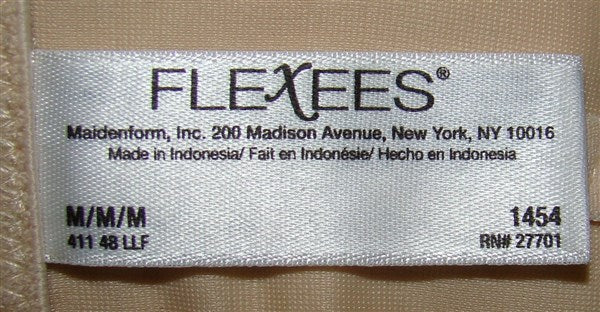 FLEXEES®
Maidenform, Inc. 200 Madison Avenue, New York, NY 10016
Made in Indonesia/ Fait en Indonésie/ Hecho en Indonesia
M/M/M 1454
411 48 LLF RN# 27701